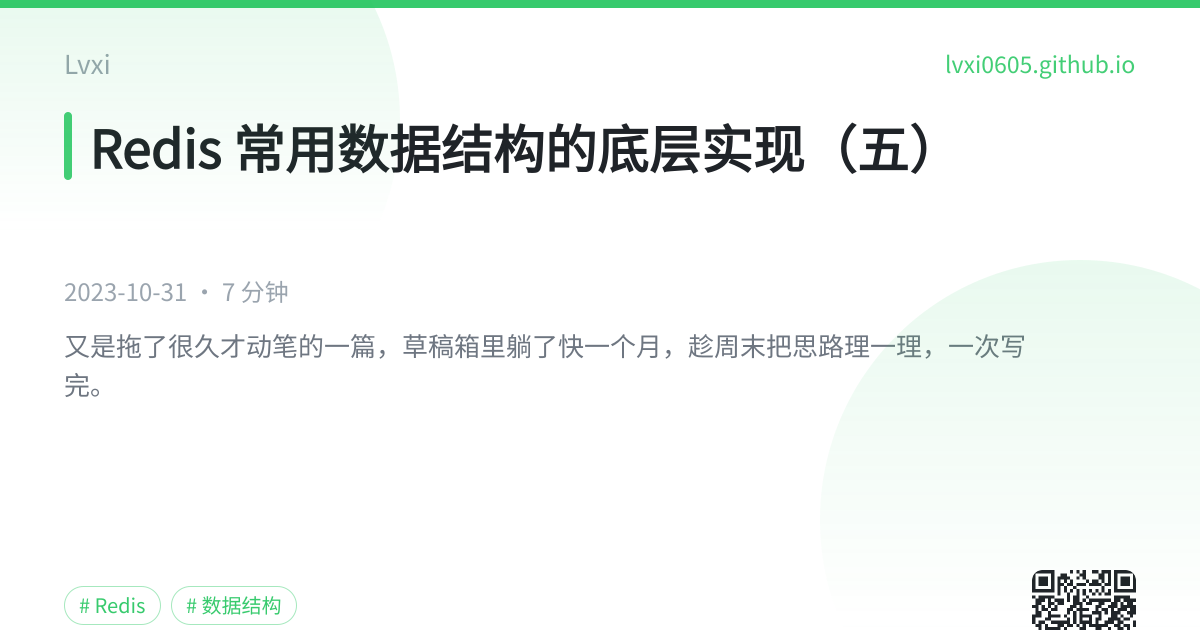 Lvxi
lvxi0605.github.io
Redis 常用数据结构的底层实现（五）
2023-10-31 · 7 分钟
又是拖了很久才动笔的一篇，草稿箱里躺了快一个月，趁周末把思路理一理，一次写
完。
# Redis
# 数据结构